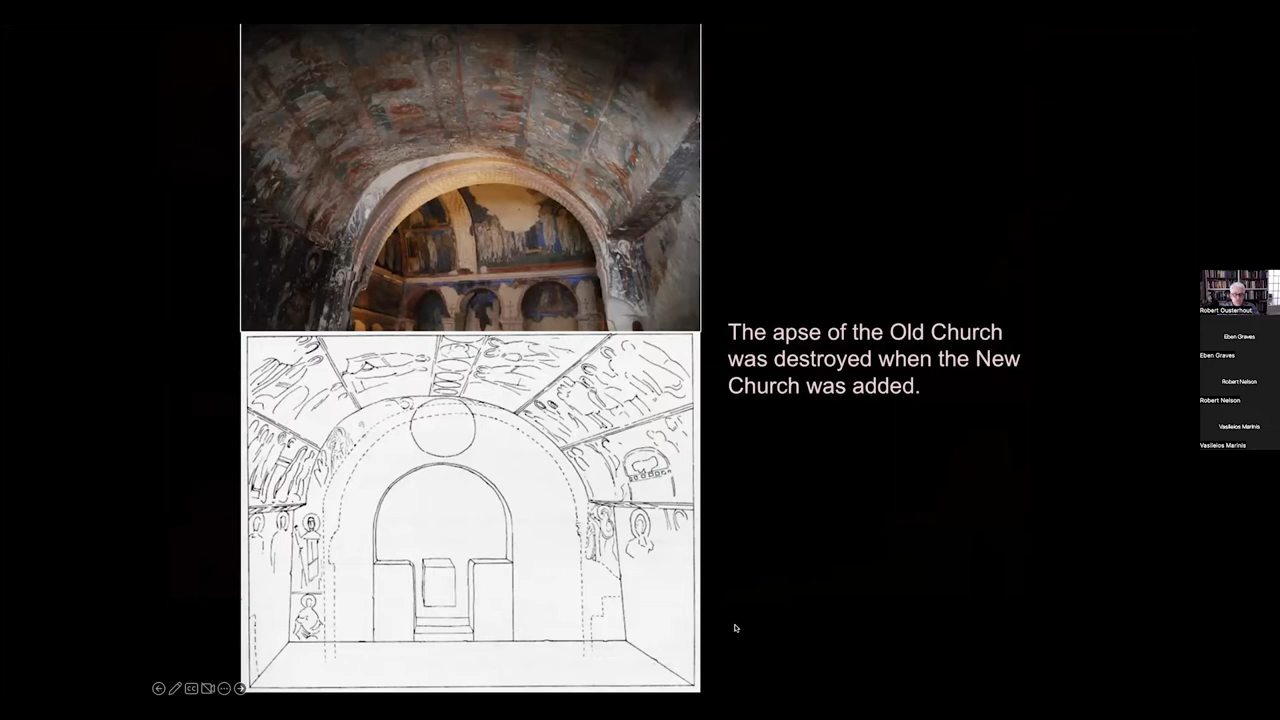 The apse of the Old Church
was destroyed when the New
Church was added.
Robert Ousterhout
Eben Graves
Eben Graves
Robert Nelson
Robert Nelson
Vasileios Marinis
Vasileios Marinis
CC